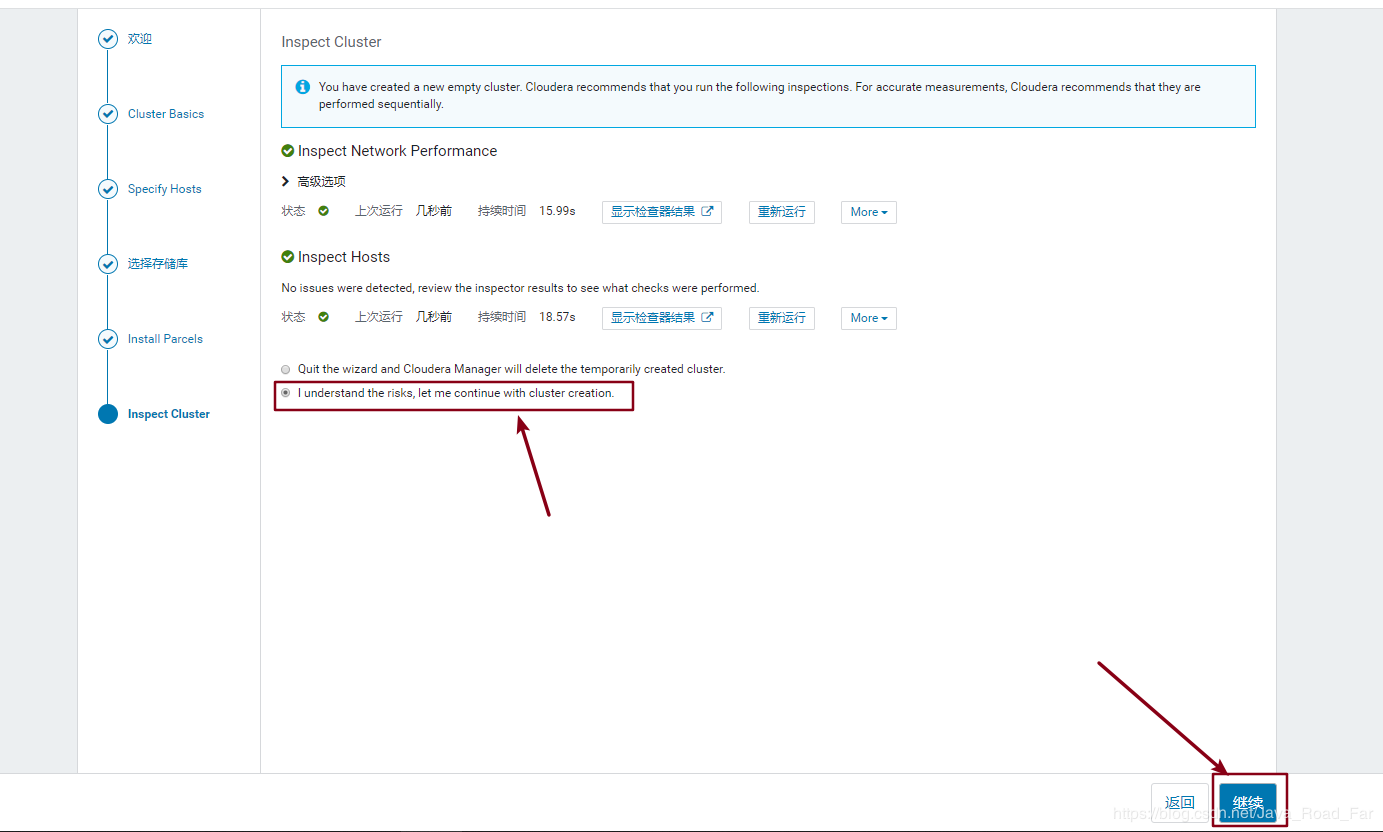 欢迎
Cluster Basics
Specify Hosts
选择存储库
Install Parcels
Inspect Cluster
Inspect Cluster
You have created a new empty cluster. Cloudera recommends that you run the following inspections. For accurate measurements, Cloudera recommends that they are
performed sequentially.
Inspect Network Performance
高级选项
状态 上次运行 几秒前 持续时间 15.99s 显示检查器结果 重新运行 More
Inspect Hosts
No issues were detected, review the inspector results to see what checks were performed.
状态 上次运行 几秒前 持续时间 18.57s 显示检查器结果 重新运行 More
Quit the wizard and Cloudera Manager will delete the temporarily created cluster.
I understand the risks, let me continue with cluster creation.
返回 继续
https://blog.csdn.net/Java_Road_Far